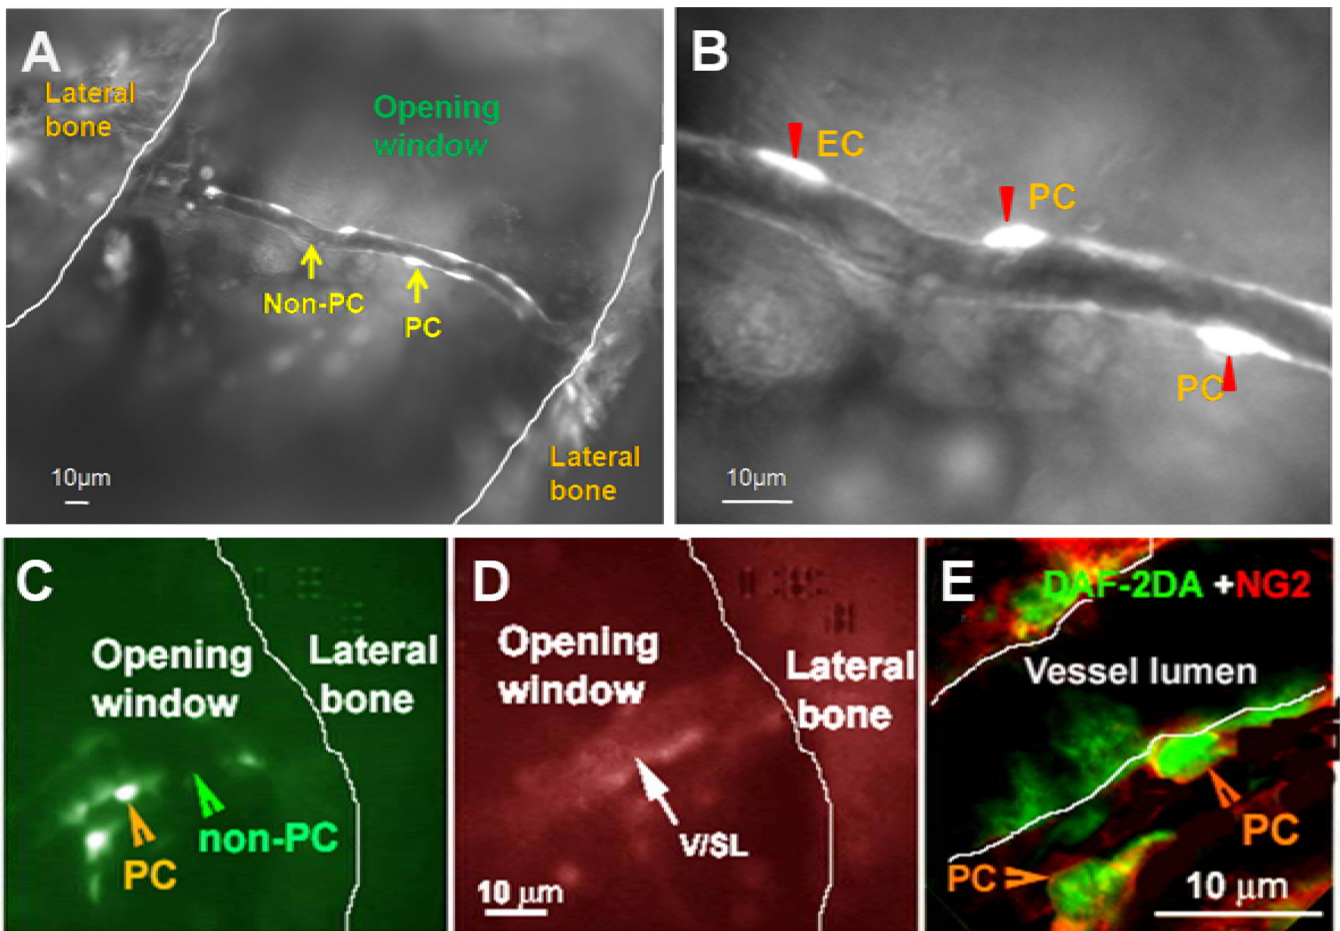 A
Lateral
bone
Opening
window
Non-PC
PC
10µm
Lateral
bone
B
EC
PC
PC
10µm
C
Opening
window
Lateral
bone
non-PC
PC
D
Opening
window
Lateral
bone
V/SL
10 µm
E
DAF-2DA +NG2
Vessel lumen
PC
PC
10 µm